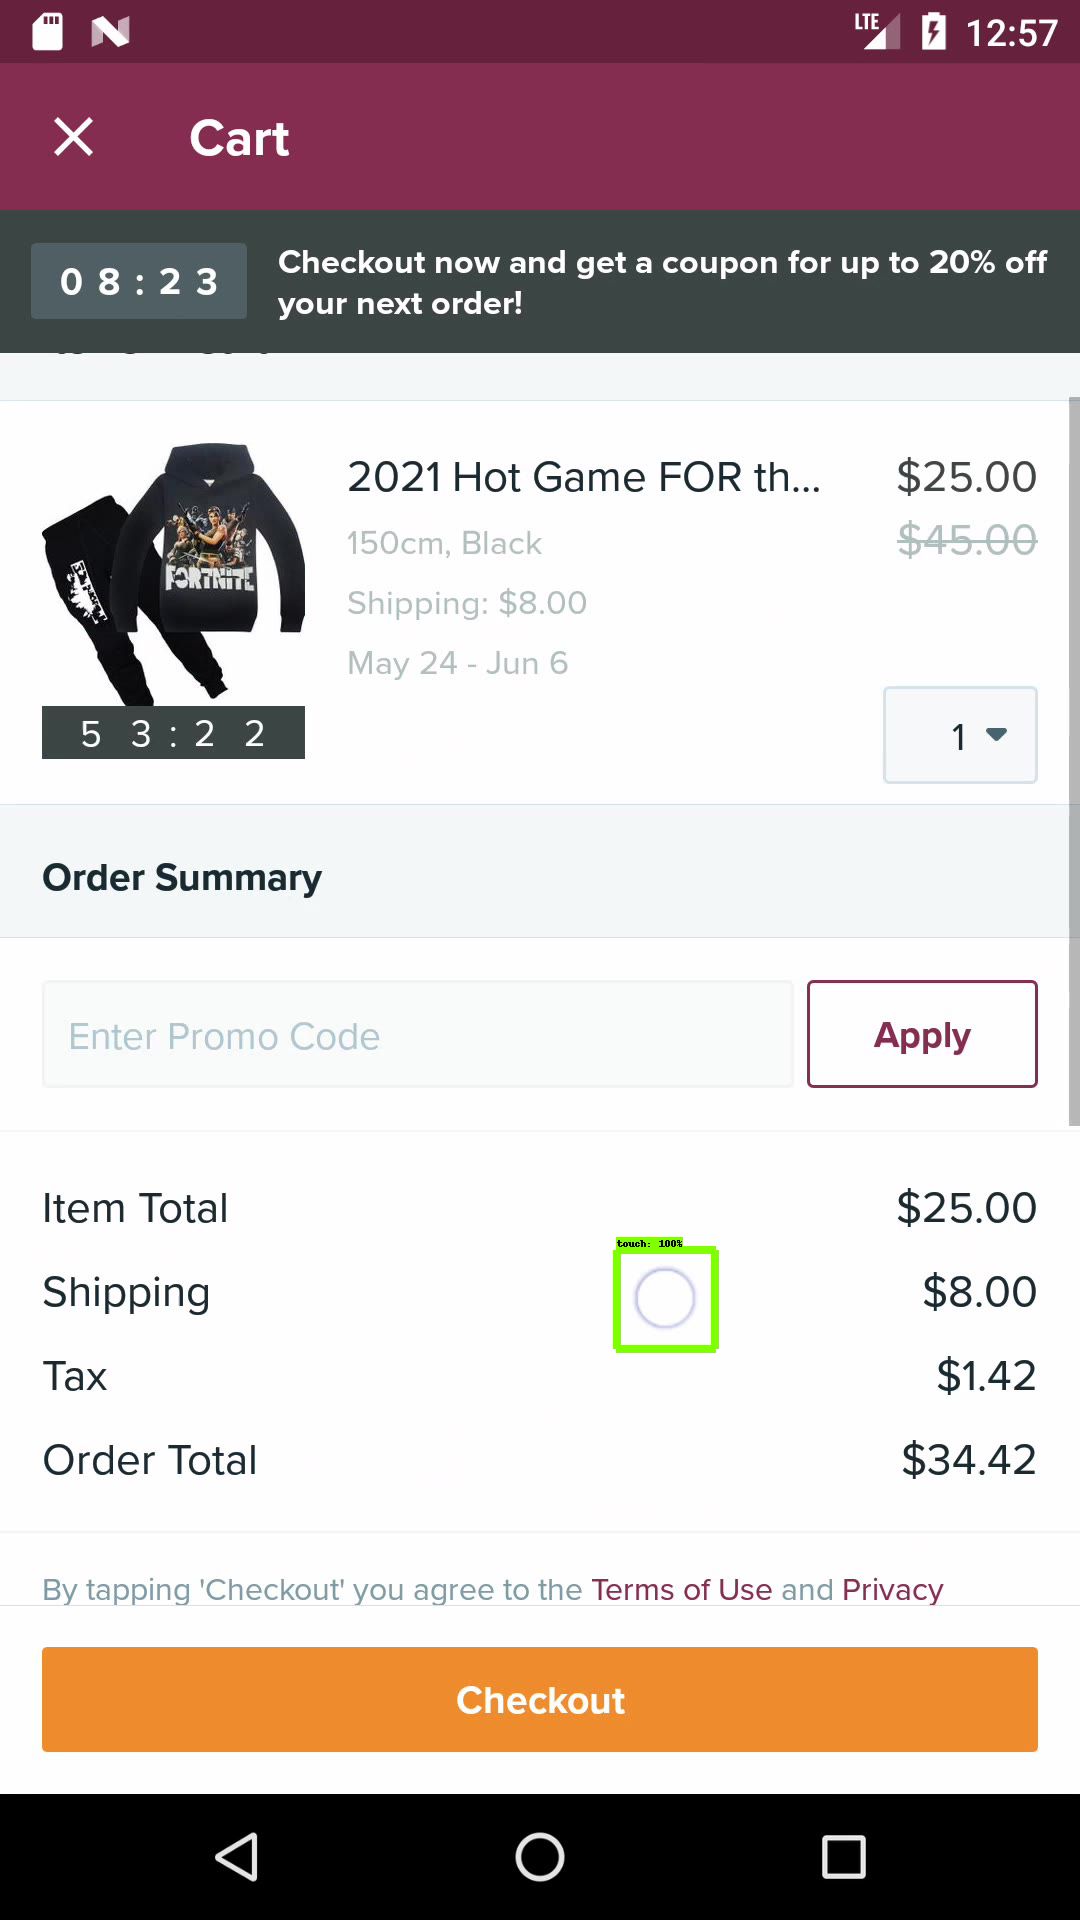 LTE 12:57
Cart
08:23
Checkout now and get a coupon for up to 20% off
your next order!
2021 Hot Game FOR th... $25.00
150cm, Black $45.00
Shipping: $8.00
May 24 - Jun 6
FORTNITE
53:22
1
Order Summary
Enter Promo Code Apply
Item Total $25.00
touch: 100%
Shipping $8.00
Tax $1.42
Order Total $34.42
By tapping 'Checkout' you agree to the Terms of Use and Privacy
Checkout